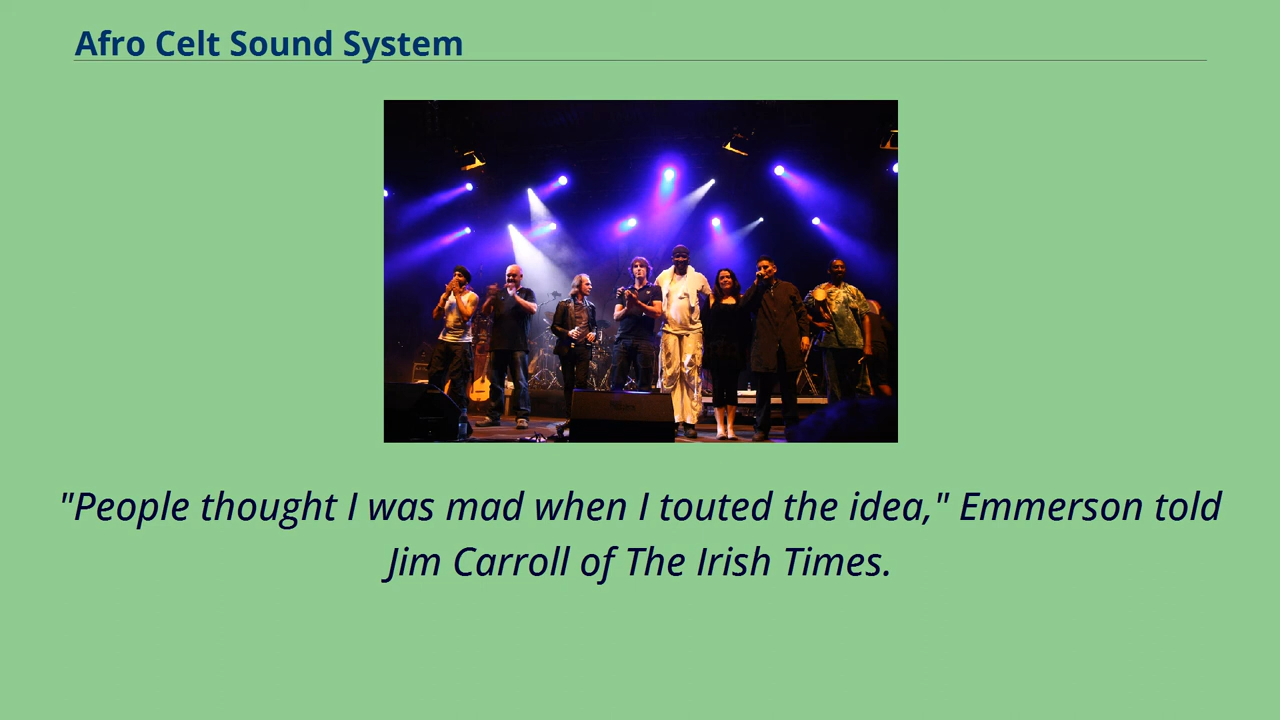 Afro Celt Sound System
"People thought I was mad when I touted the idea," Emmerson told
Jim Carroll of The Irish Times.